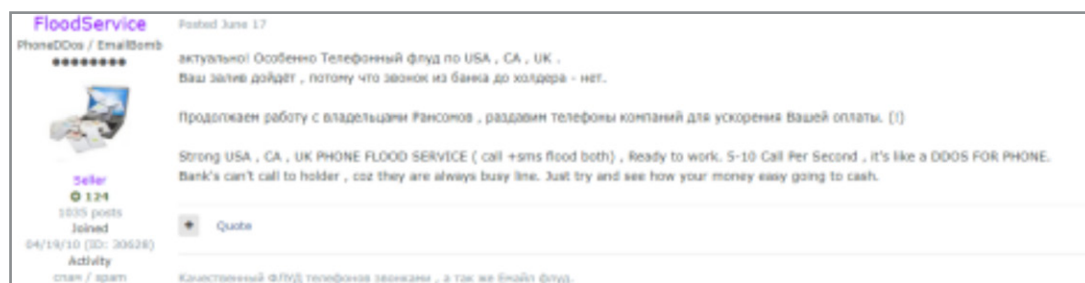 FloodService
PhoneDDos / EmailBomb
Seller
124
1035 posts
Joined
04/19/10 (ID: 30628)
Activity
спам / spam
Posted June 17
актуально! Особенно Телефонный флуд по USA , CA , UK .
Ваш залив дойдёт , потому что звонок из банка до холдера - нет.
Продолжаем работу с владельцами Рансомов , раздавим телефоны компаний для ускорения Вашей оплаты. (!)
Strong USA , CA , UK PHONE FLOOD SERVICE ( call +sms flood both) , Ready to work. 5-10 Call Per Second , it's like a DDOS FOR PHONE.
Bank's can't call to holder , coz they are always busy line. Just try and see how your money easy going to cash.
+ Quote
Качественный ФЛУД телефонов звонками , а так же Емайл флуд.